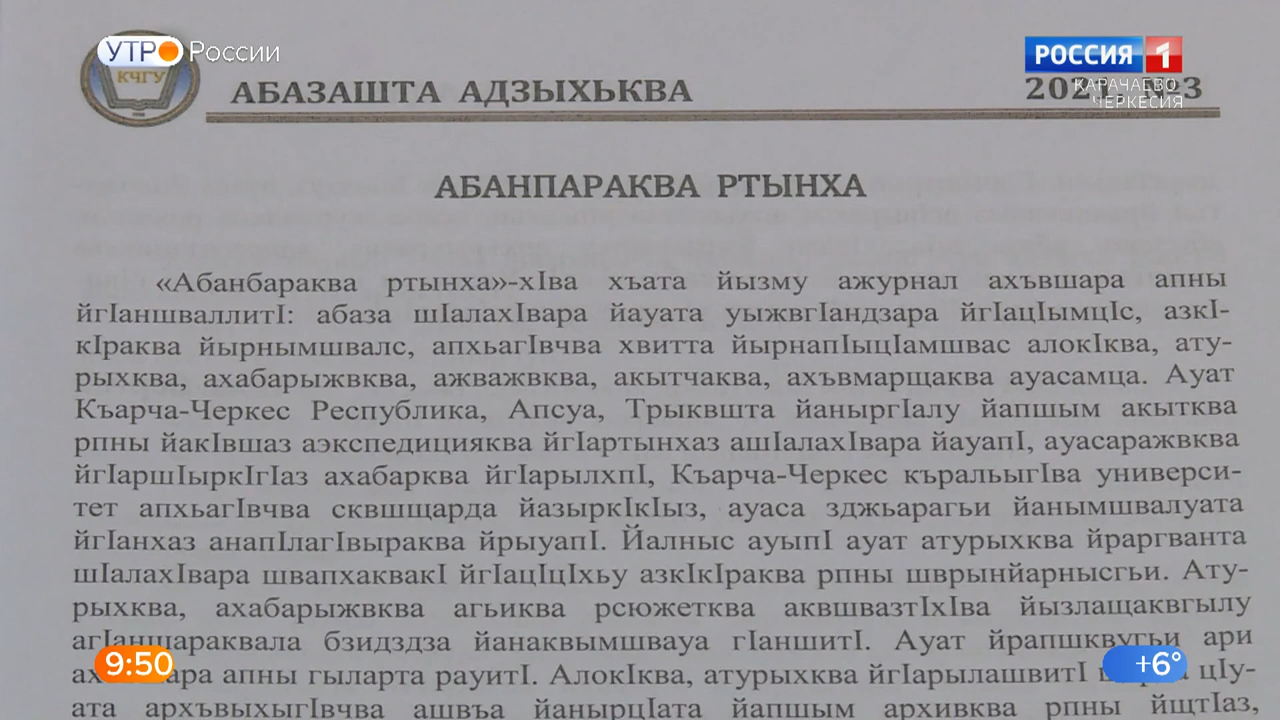 УТРО России
РОССИЯ 1
КАРАЧАЕВО
ЧЕРКЕСИЯ
КЧГУ
АБАЗАШТА АДЗЫХЬКВА
№3
АБАНПАРАКВА РТЫНХА
«Абанбараква ртынха»-хIва хъата йызму ажурнал ахъвшара апны
йгIаншваллитI: абаза шIалахIвара йауата уыжвгIандзара йгIацIымцIс, азкI-
кIраква йырнымшвалс, апхьагIвчва хвитта йырнапIыцIамшвас алокIква, ату-
рыхква, ахабарыжвква, ажважвква, акытчаква, ахъвмарщаква ауасамца. Ауат
Къарча-Черкес Республика, Апсуа, Трыквшта йаныргIалу йапшым акытква
рпны йакIвшаз аэкспедицияква йгIартынхаз ашIалахIвара йауапI, ауасаражвква
йгIаршIыркIгIаз ахабарква йгIарылхпI, Къарча-Черкес къральыгIва универси-
тет апхьагIвчва сквшщарда йазыркIкIыз, ауаса зджьарагьи йанымшвалуата
йгIанхаз анапIлагIвыраква йрыуапI. Йалныс ауыпI ауат атурыхква йраргванта
шIалахIвара швапхаквакI йгIацIцIхьу азкIкIраква рпны шврынйарнысгьи. Ату-
рыхква, ахабарыжвква агьиква рсюжетква аквшвазтIхIва йызлащаквгылу
агIаншараквала бзидздза йанаквымшвауа гIаншитI. Ауат йрапшквугьи ари
апны гыларта рауитI. АлокIква, атурыхква йгIарылашвитI цIу-
ата архъвыхыгIвчва ашвъа йанырцIата йапшым архивква рпны йщтIаз,
9:50
+6°